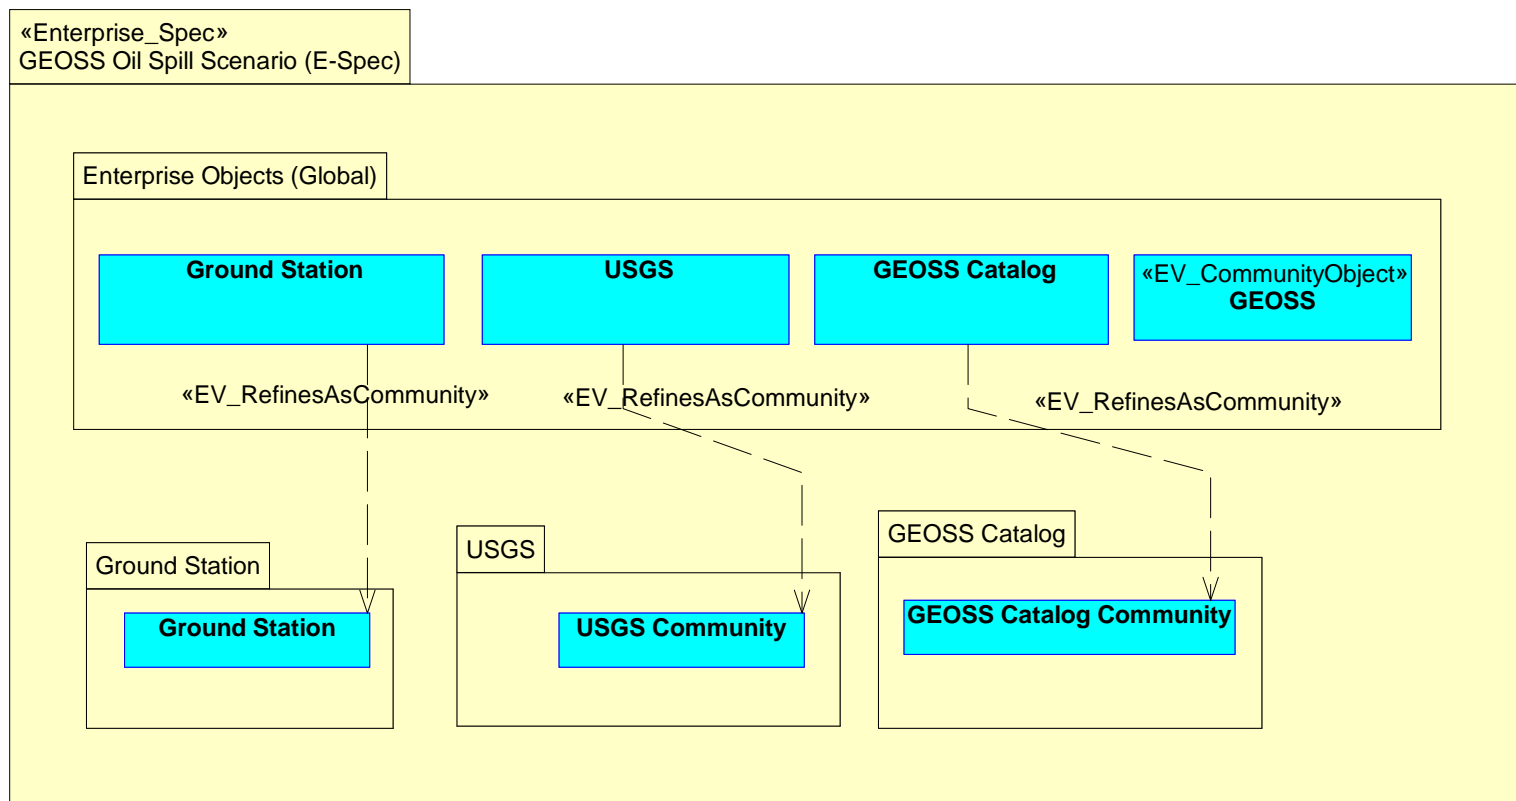 «Enterprise_Spec»
GEOSS Oil Spill Scenario (E-Spec)
Enterprise Objects (Global)
Ground Station
USGS
GEOSS Catalog
«EV_CommunityObject»
GEOSS
«EV_RefinesAsCommunity»
«EV_RefinesAsCommunity»
«EV_RefinesAsCommunity»
Ground Station
Ground Station
USGS
USGS Community
GEOSS Catalog
GEOSS Catalog Community